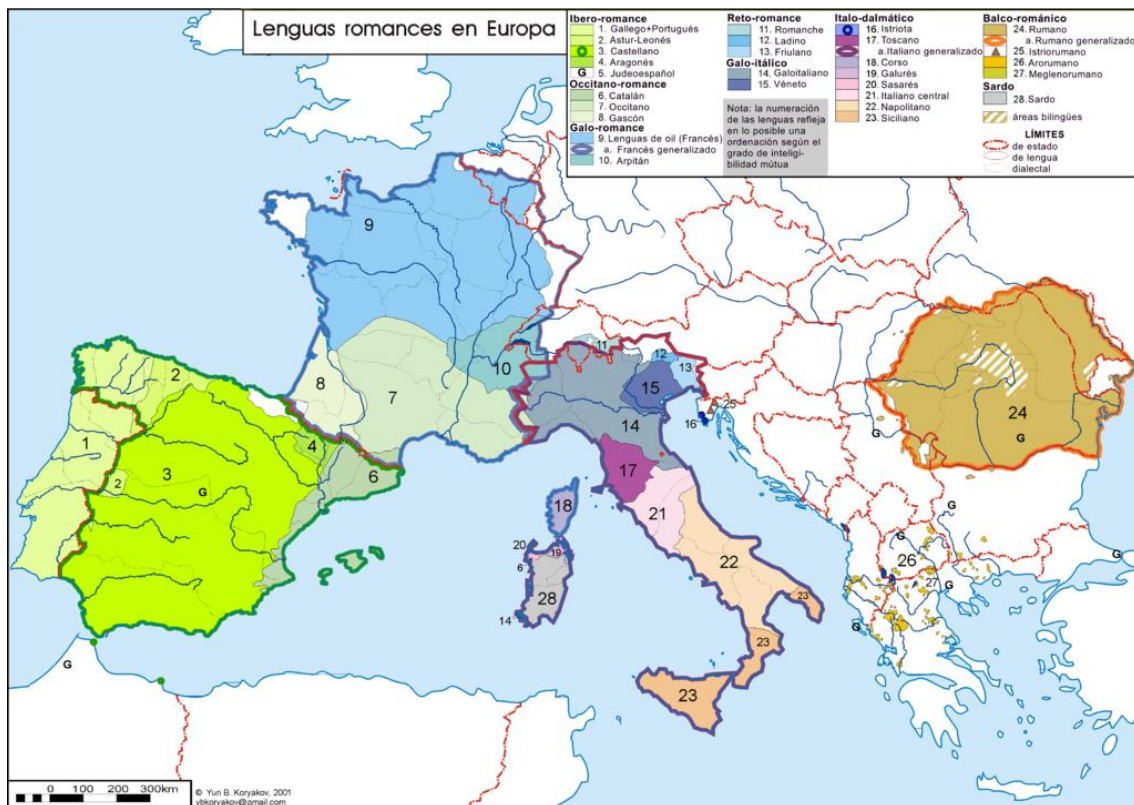 Lenguas romances en Europa
Ibero-romance
1. Gallego+Portugués
2. Astur-Leonés
3. Castellano
4. Aragonés
G 5. Judeoespañol
Occitano-romance
6. Catalán
7. Occitano
8. Gascón
Galo-romance
9. Lenguas de oil (Francés)
a. Francés generalizado
10. Arpitán
Reto-romance
11. Romanche
12. Ladino
13. Friulano
Galo-itálico
14. Galoitaliano
15. Véneto
Nota: la numeración
de las lenguas refleja
en lo posible una
ordenación según el
grado de inteligi-
bilidad mútua
Italo-dalmático
16. Istriota
17. Toscano
a. Italiano generalizado
18. Corso
19. Galurés
20. Sasarés
21. Italiano central
22. Napolitano
23. Siciliano
Balco-románico
24. Rumano
a. Rumano generalizado
25. Istriorumano
26. Arorumano
27. Meglenorumano
Sardo
28. Sardo
áreas bilingües
LÍMITES
de estado
de lengua
dialectal
9
2
1
3
2
G
4
6
8
7
10
11
12
13
15
14
16
25
17
21
18
20
19
6
28
14
22
23
23
23
24
G
G
G
G
26
27
G
G
G
G
0 100 200 300km
© Yuri B. Koryakov, 2001
ybkoryakov@gmail.com